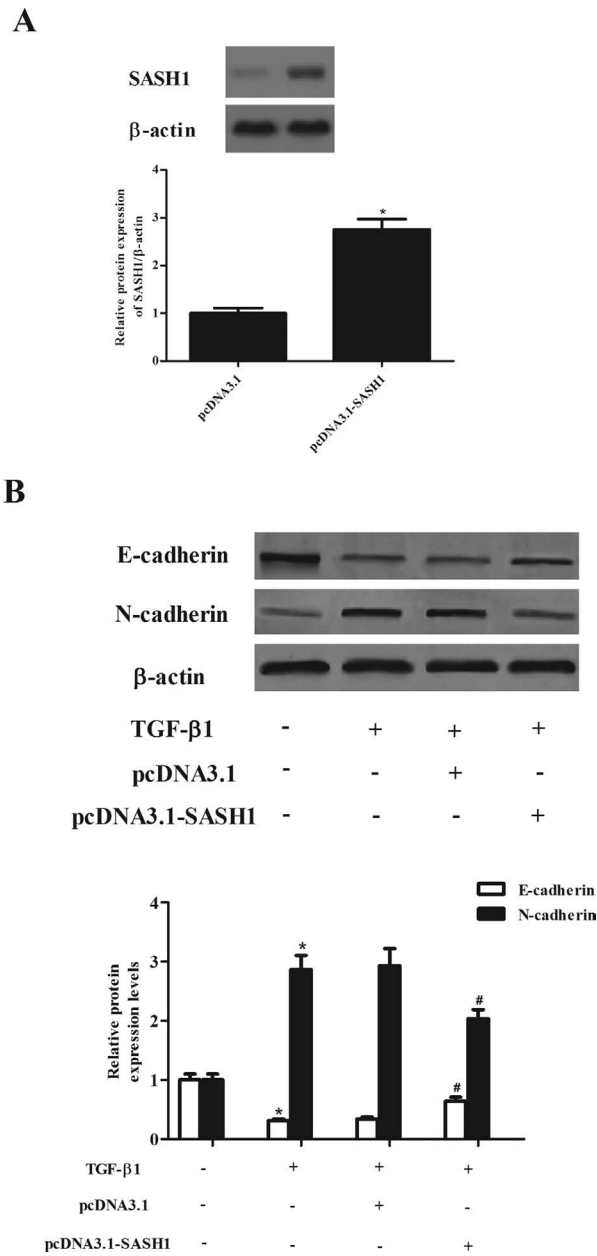 A
SASH1
β-actin
Relative protein expression
of SASH1/β-actin
4
3
2
1
0
*
pcDNA3.1
pcDNA3.1-SASH1
B
E-cadherin
N-cadherin
β-actin
TGF-β1 - + + +
pcDNA3.1 - - + -
pcDNA3.1-SASH1 - - - +
E-cadherin
N-cadherin
Relative protein
expression levels
4
3
2
1
0
* * # #
TGF-β1 - + + +
pcDNA3.1 - - + -
pcDNA3.1-SASH1 - - - +